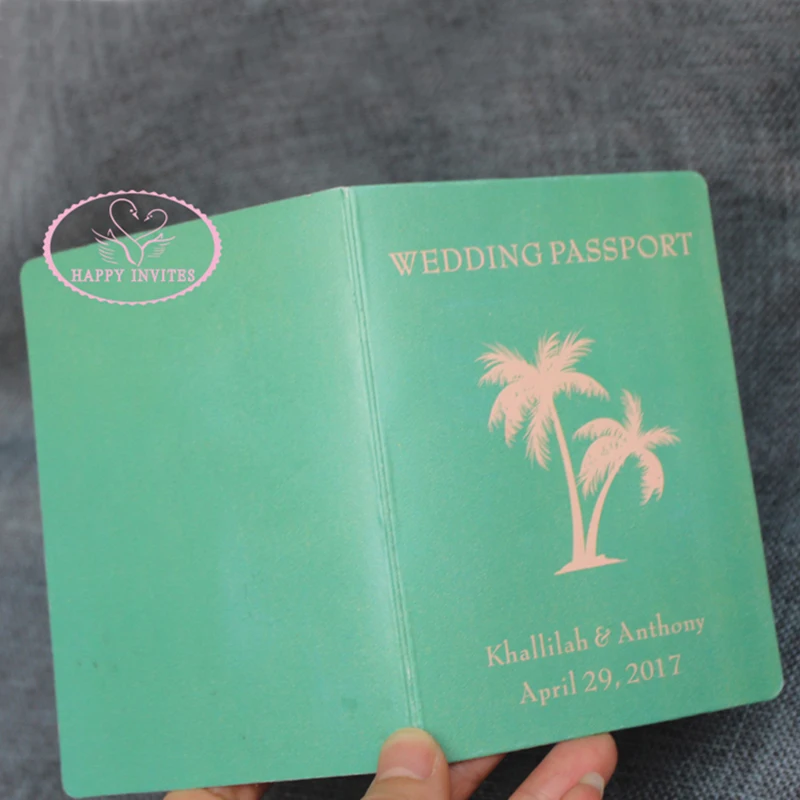 HAPPY INVITES
WEDDING PASSPORT
Khallilah & Anthony
April 29, 2017